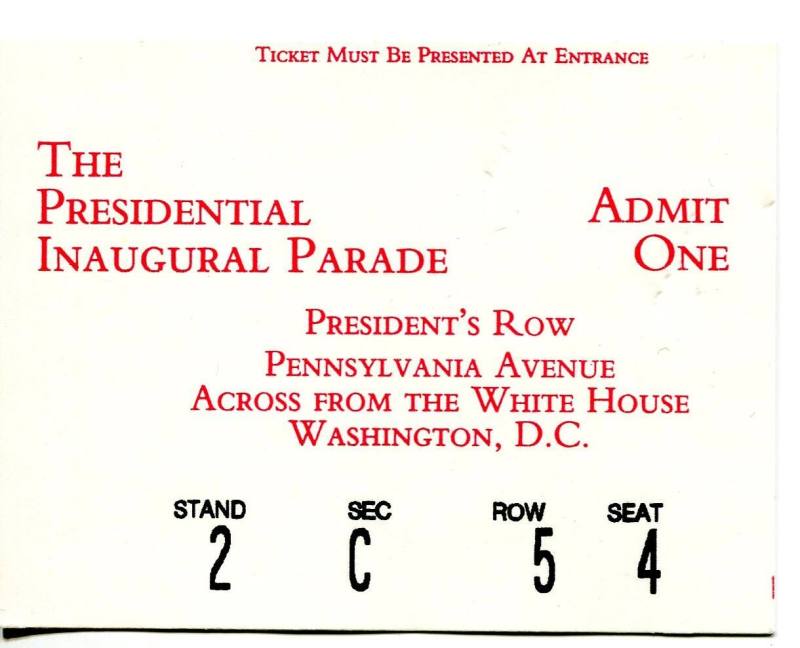 Ticket Must Be Presented At Entrance
The
Presidential
Inaugural Parade
Admit
One
President's Row
Pennsylvania Avenue
Across from the White House
Washington, D.C.
STAND SEC ROW SEAT
2 C 5 4